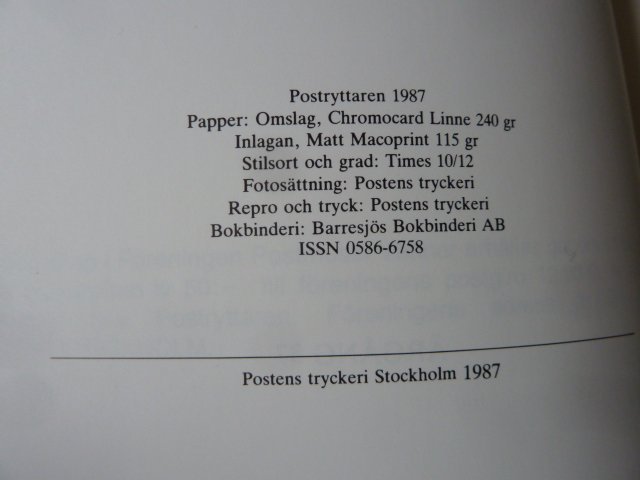 Postryttaren 1987
Papper: Omslag, Chromocard Linne 240 gr
Inlagan, Matt Macoprint 115 gr
Stilsort och grad: Times 10/12
Fotosättning: Postens tryckeri
Repro och tryck: Postens tryckeri
Bokbinderi: Barresjös Bokbinderi AB
ISSN 0586-6758
Postens tryckeri Stockholm 1987